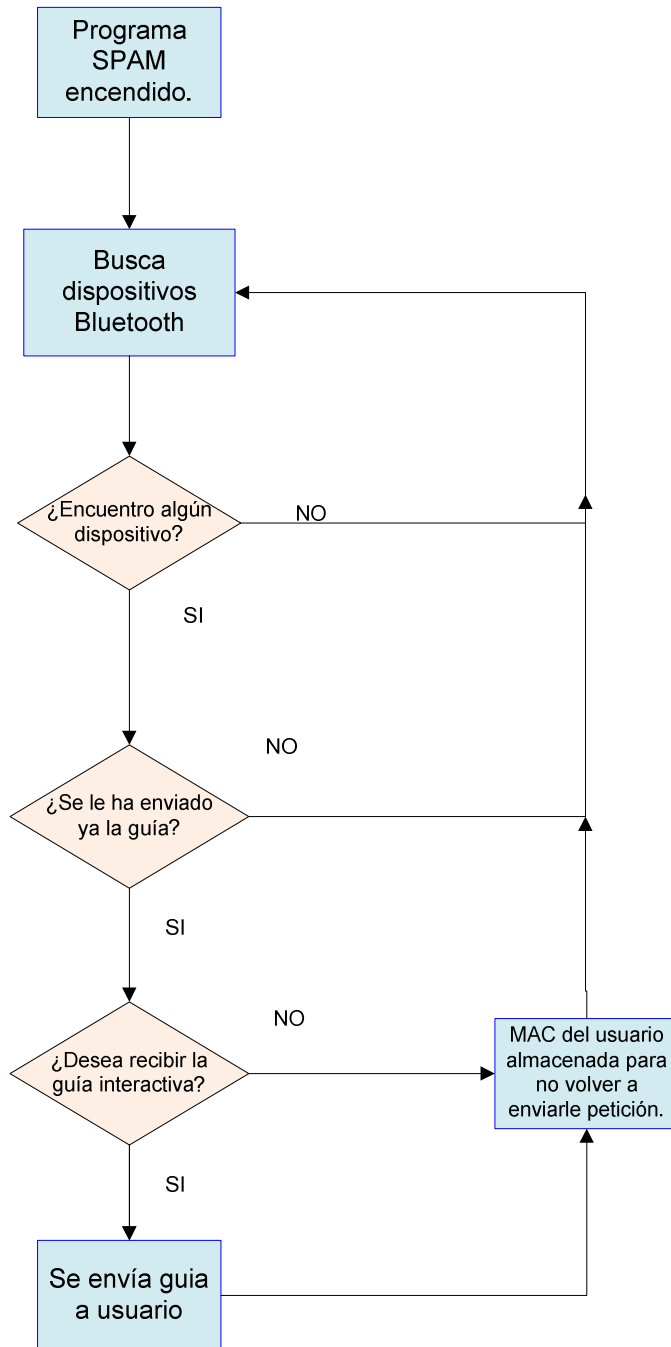 Programa
SPAM
encendido.
Busca
dispositivos
Bluetooth
¿Encuentro algún
dispositivo?
NO
SI
NO
¿Se le ha enviado
ya la guía?
SI
NO
¿Desea recibir la
guía interactiva?
MAC del usuario
almacenada para
no volver a
enviarle petición.
SI
Se envía guia
a usuario